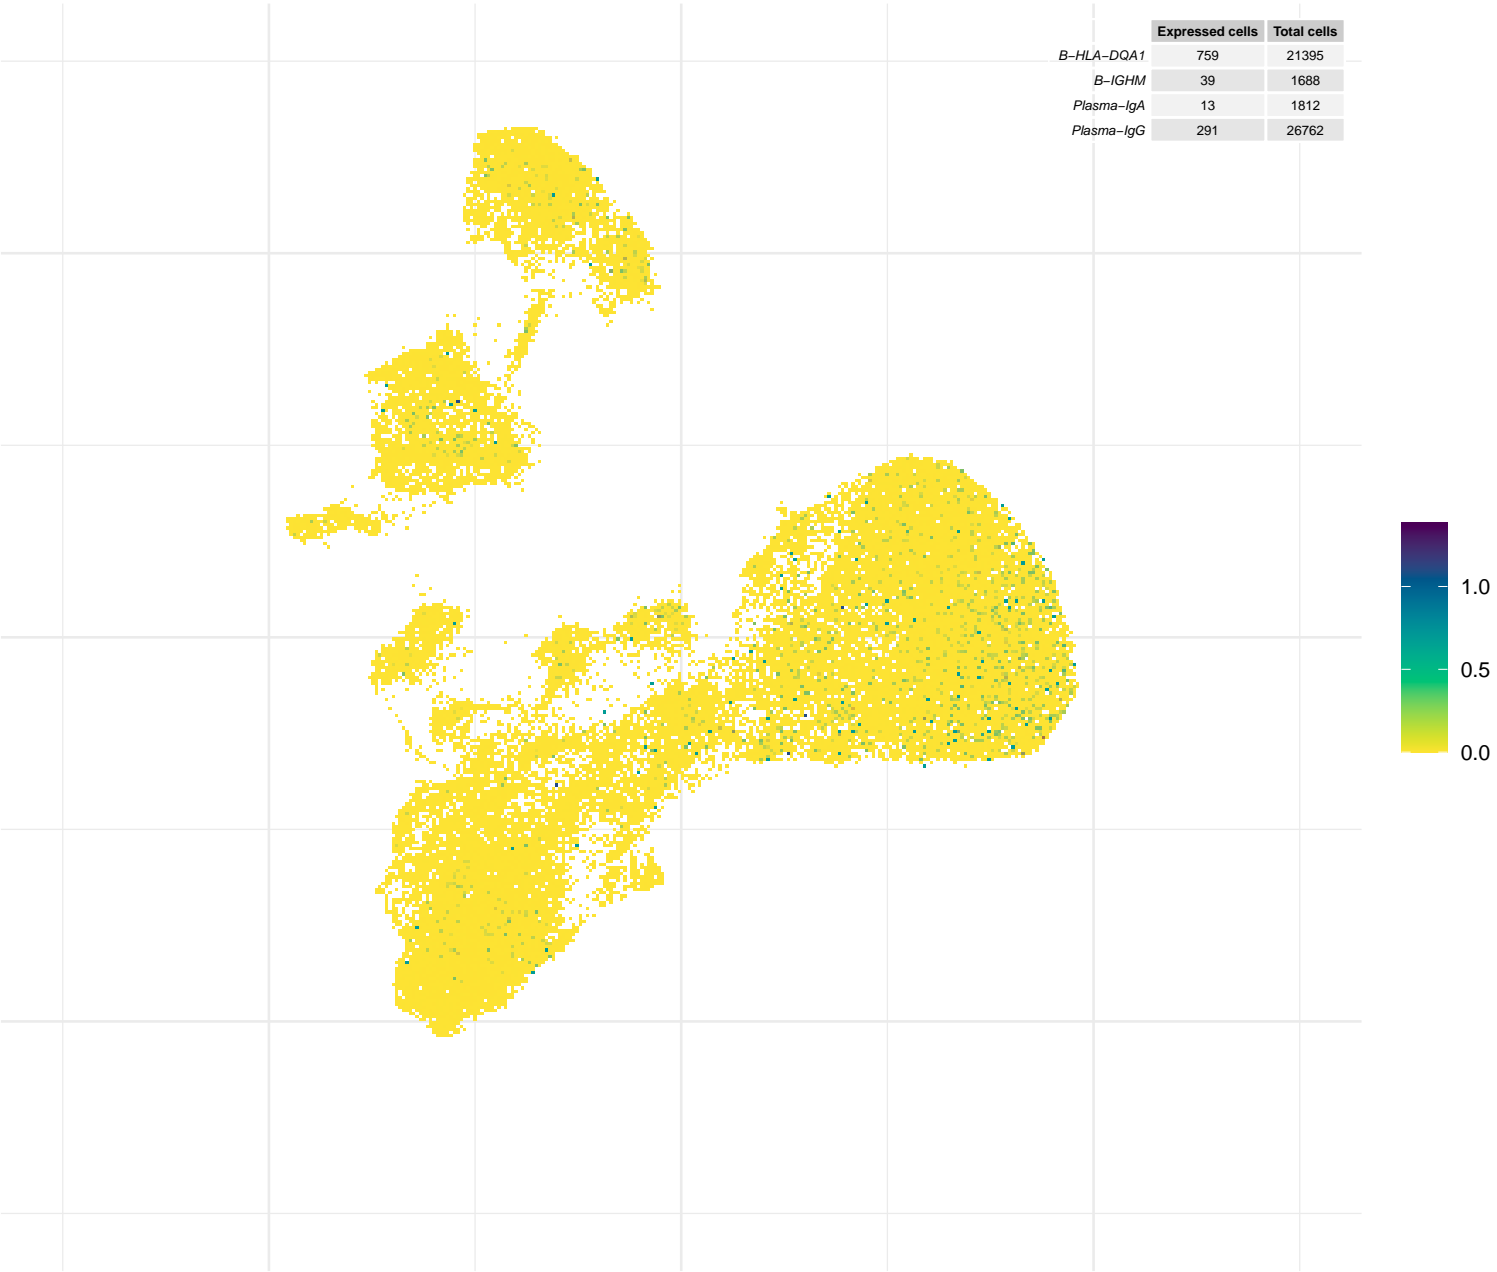 Expressed cells Total cells
B−HLA−DQA1 759 21395
B−IGHM 39 1688
Plasma−IgA 13 1812
Plasma−IgG 291 26762
1.0
0.5
0.0